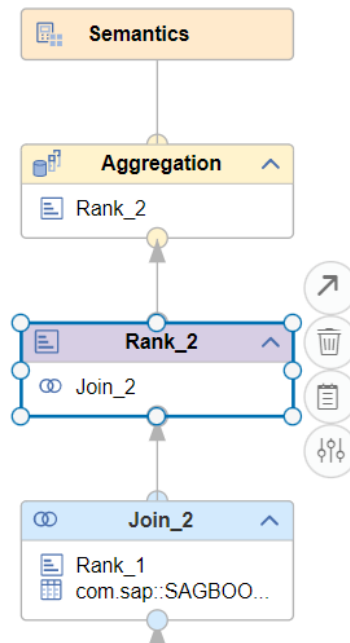 Semantics
Aggregation
Rank_2
Rank_2
Join_2
Join_2
Rank_1
com.sap::SAGBOO...